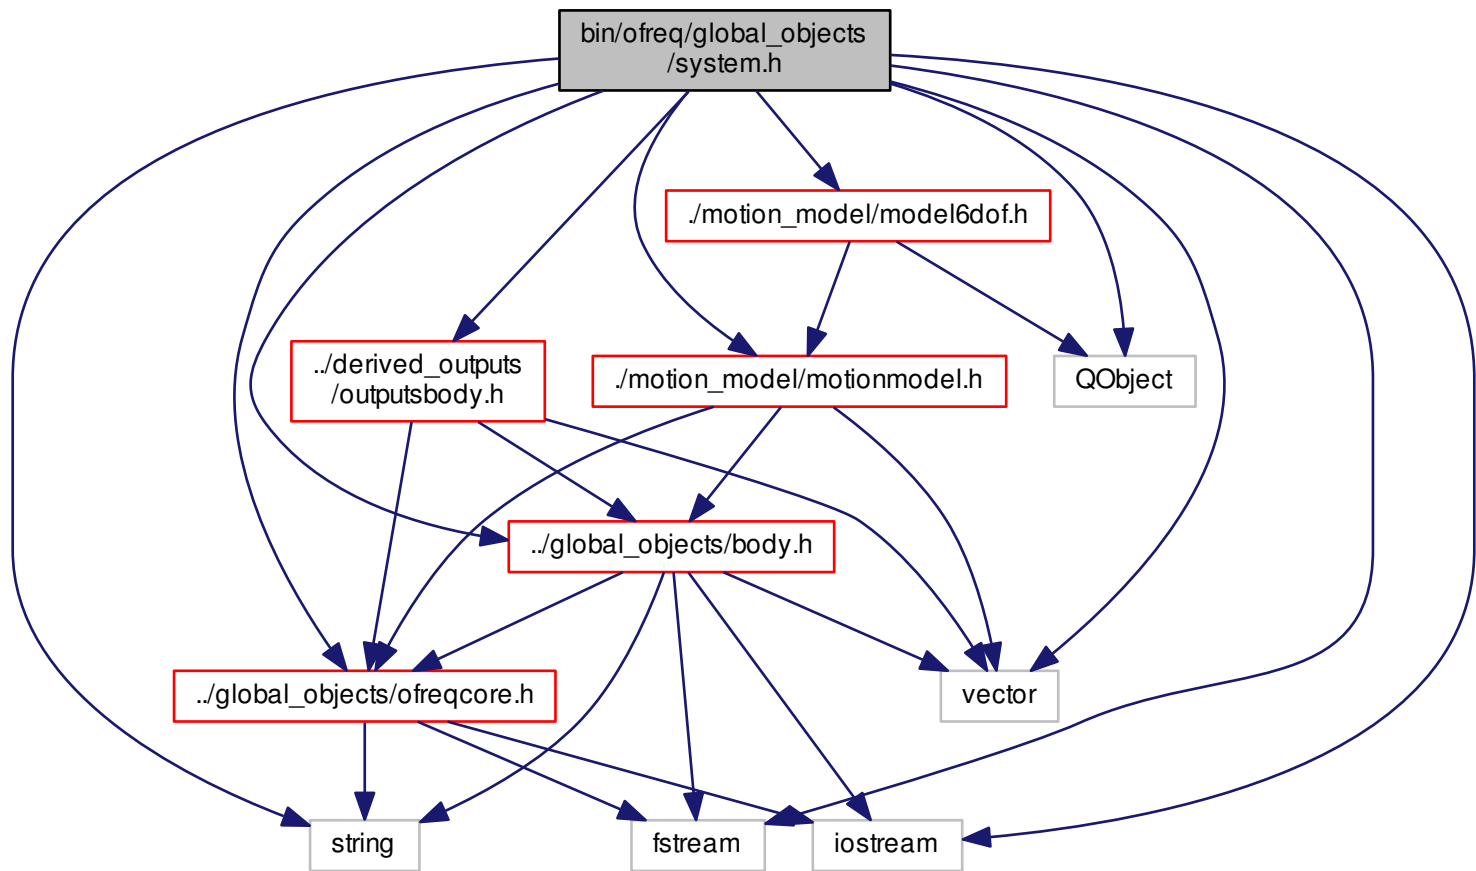 bin/ofreq/global_objects
/system.h
./motion_model/model6dof.h
../derived_outputs
/outputsbody.h
./motion_model/motionmodel.h
QObject
../global_objects/body.h
../global_objects/ofreqcore.h
vector
string
fstream
iostream